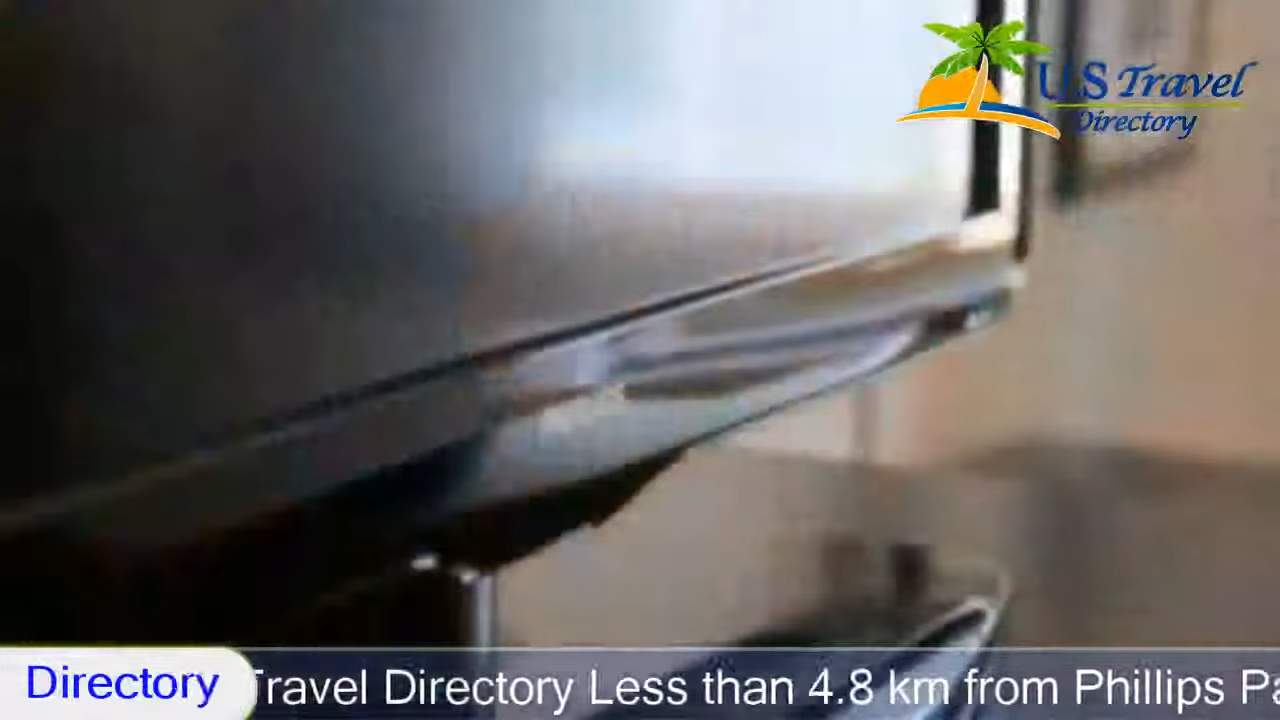 US Travel
Directory
Directory
Travel Directory Less than 4.8 km from Phillips